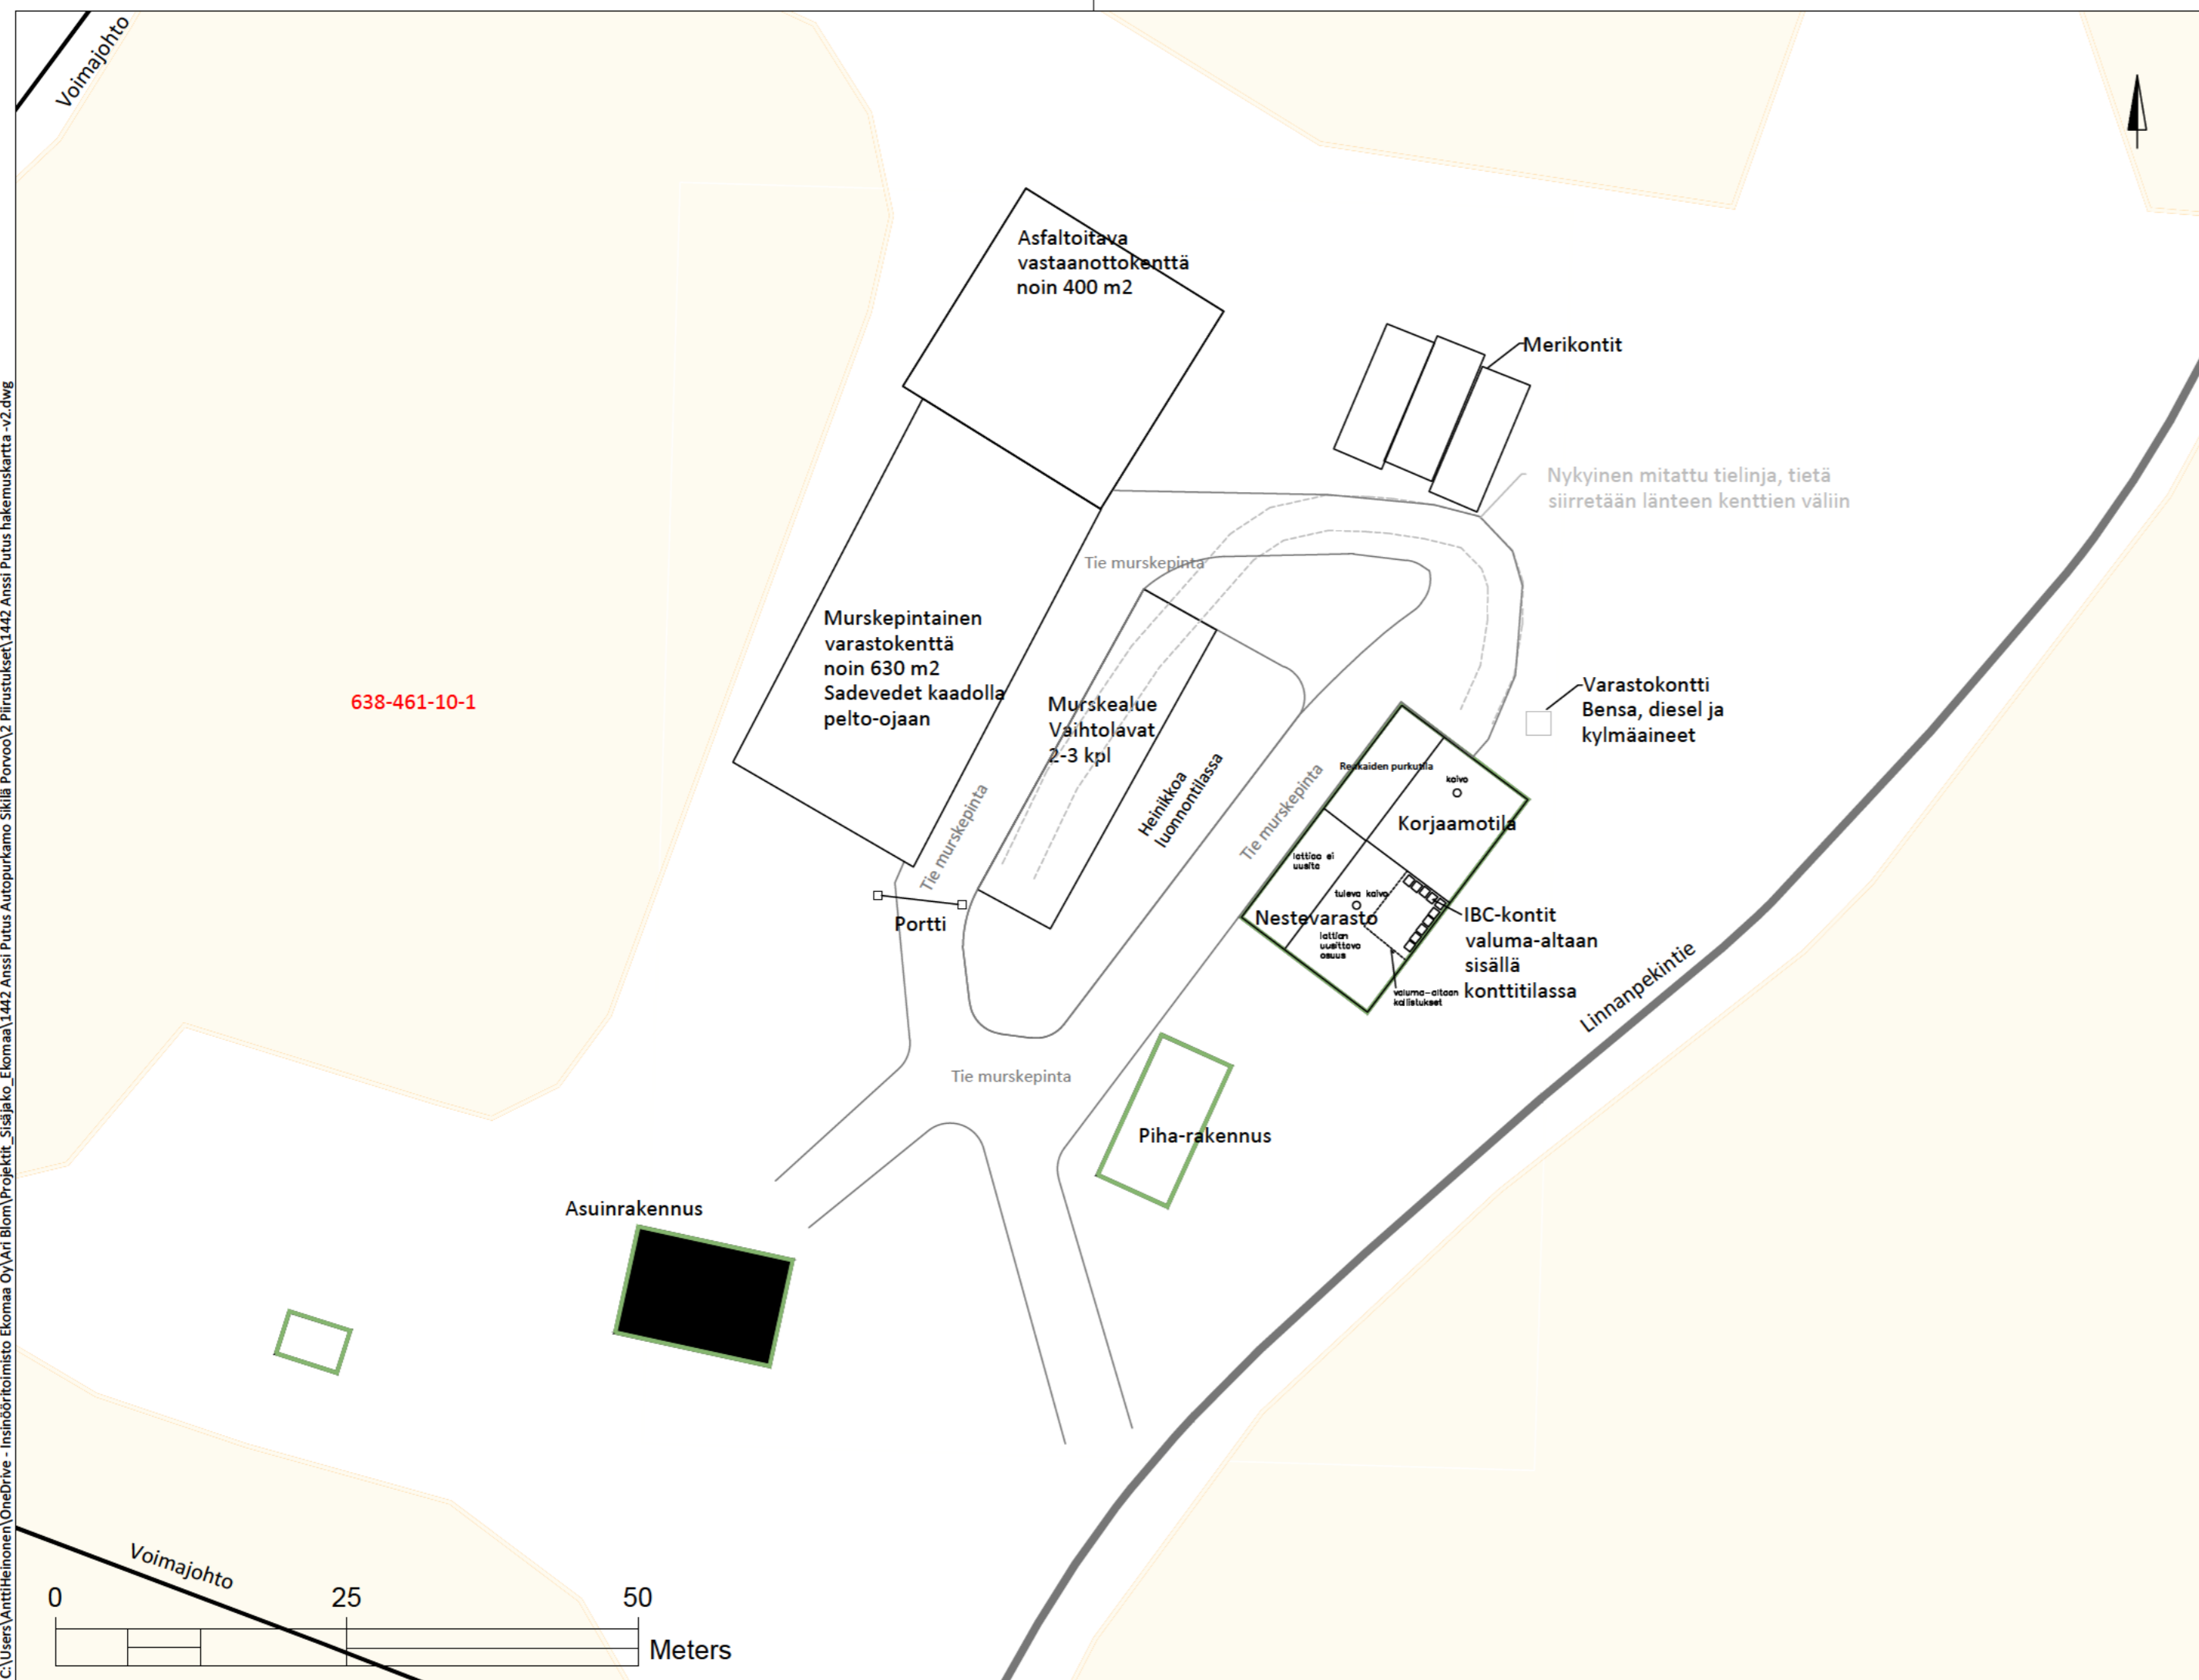 Voimajohto
Asfaltoitava
vastaanottokenttä
noin 400 m2
Merikontit
Nykyinen mitattu tielinja, tietä
siirretään länteen kenttien väliin
Tie murskepinta
Murskepintainen
varastokenttä
noin 630 m2
Sadevedet kaadolla
pelto-ojaan
638-461-10-1
Murskealue
Vaihtolavat
2-3 kpl
Varastokontti
Bensa, diesel ja
kylmäaineet
Heinikkoa
luonnontilassa
Tie murskepinta
Tie murskepinta
Renkaiden purkutila
kaivo
Korjaamotila
lattiaa ei
uusita
tuleva kaivo
Nestevarasto
lattian
uusittava
osuus
valuma-altaan
kallistukset
IBC-kontit
valuma-altaan
sisällä
konttitilassa
Portti
Linnanpekintie
Tie murskepinta
Piha-rakennus
Asuinrakennus
Voimajohto
0 25 50
Meters
C:\Users\AnttiHeinonen\OneDrive - Insinööritoimisto Ekomaa Oy\Ari Blom\Projektit_Sisäjako_Ekomaa\1442 Anssi Putus Autopurkamo Sikilä Porvoo\2 Piirustukset\1442 Anssi Putus hakemuskartta -v2.dwg